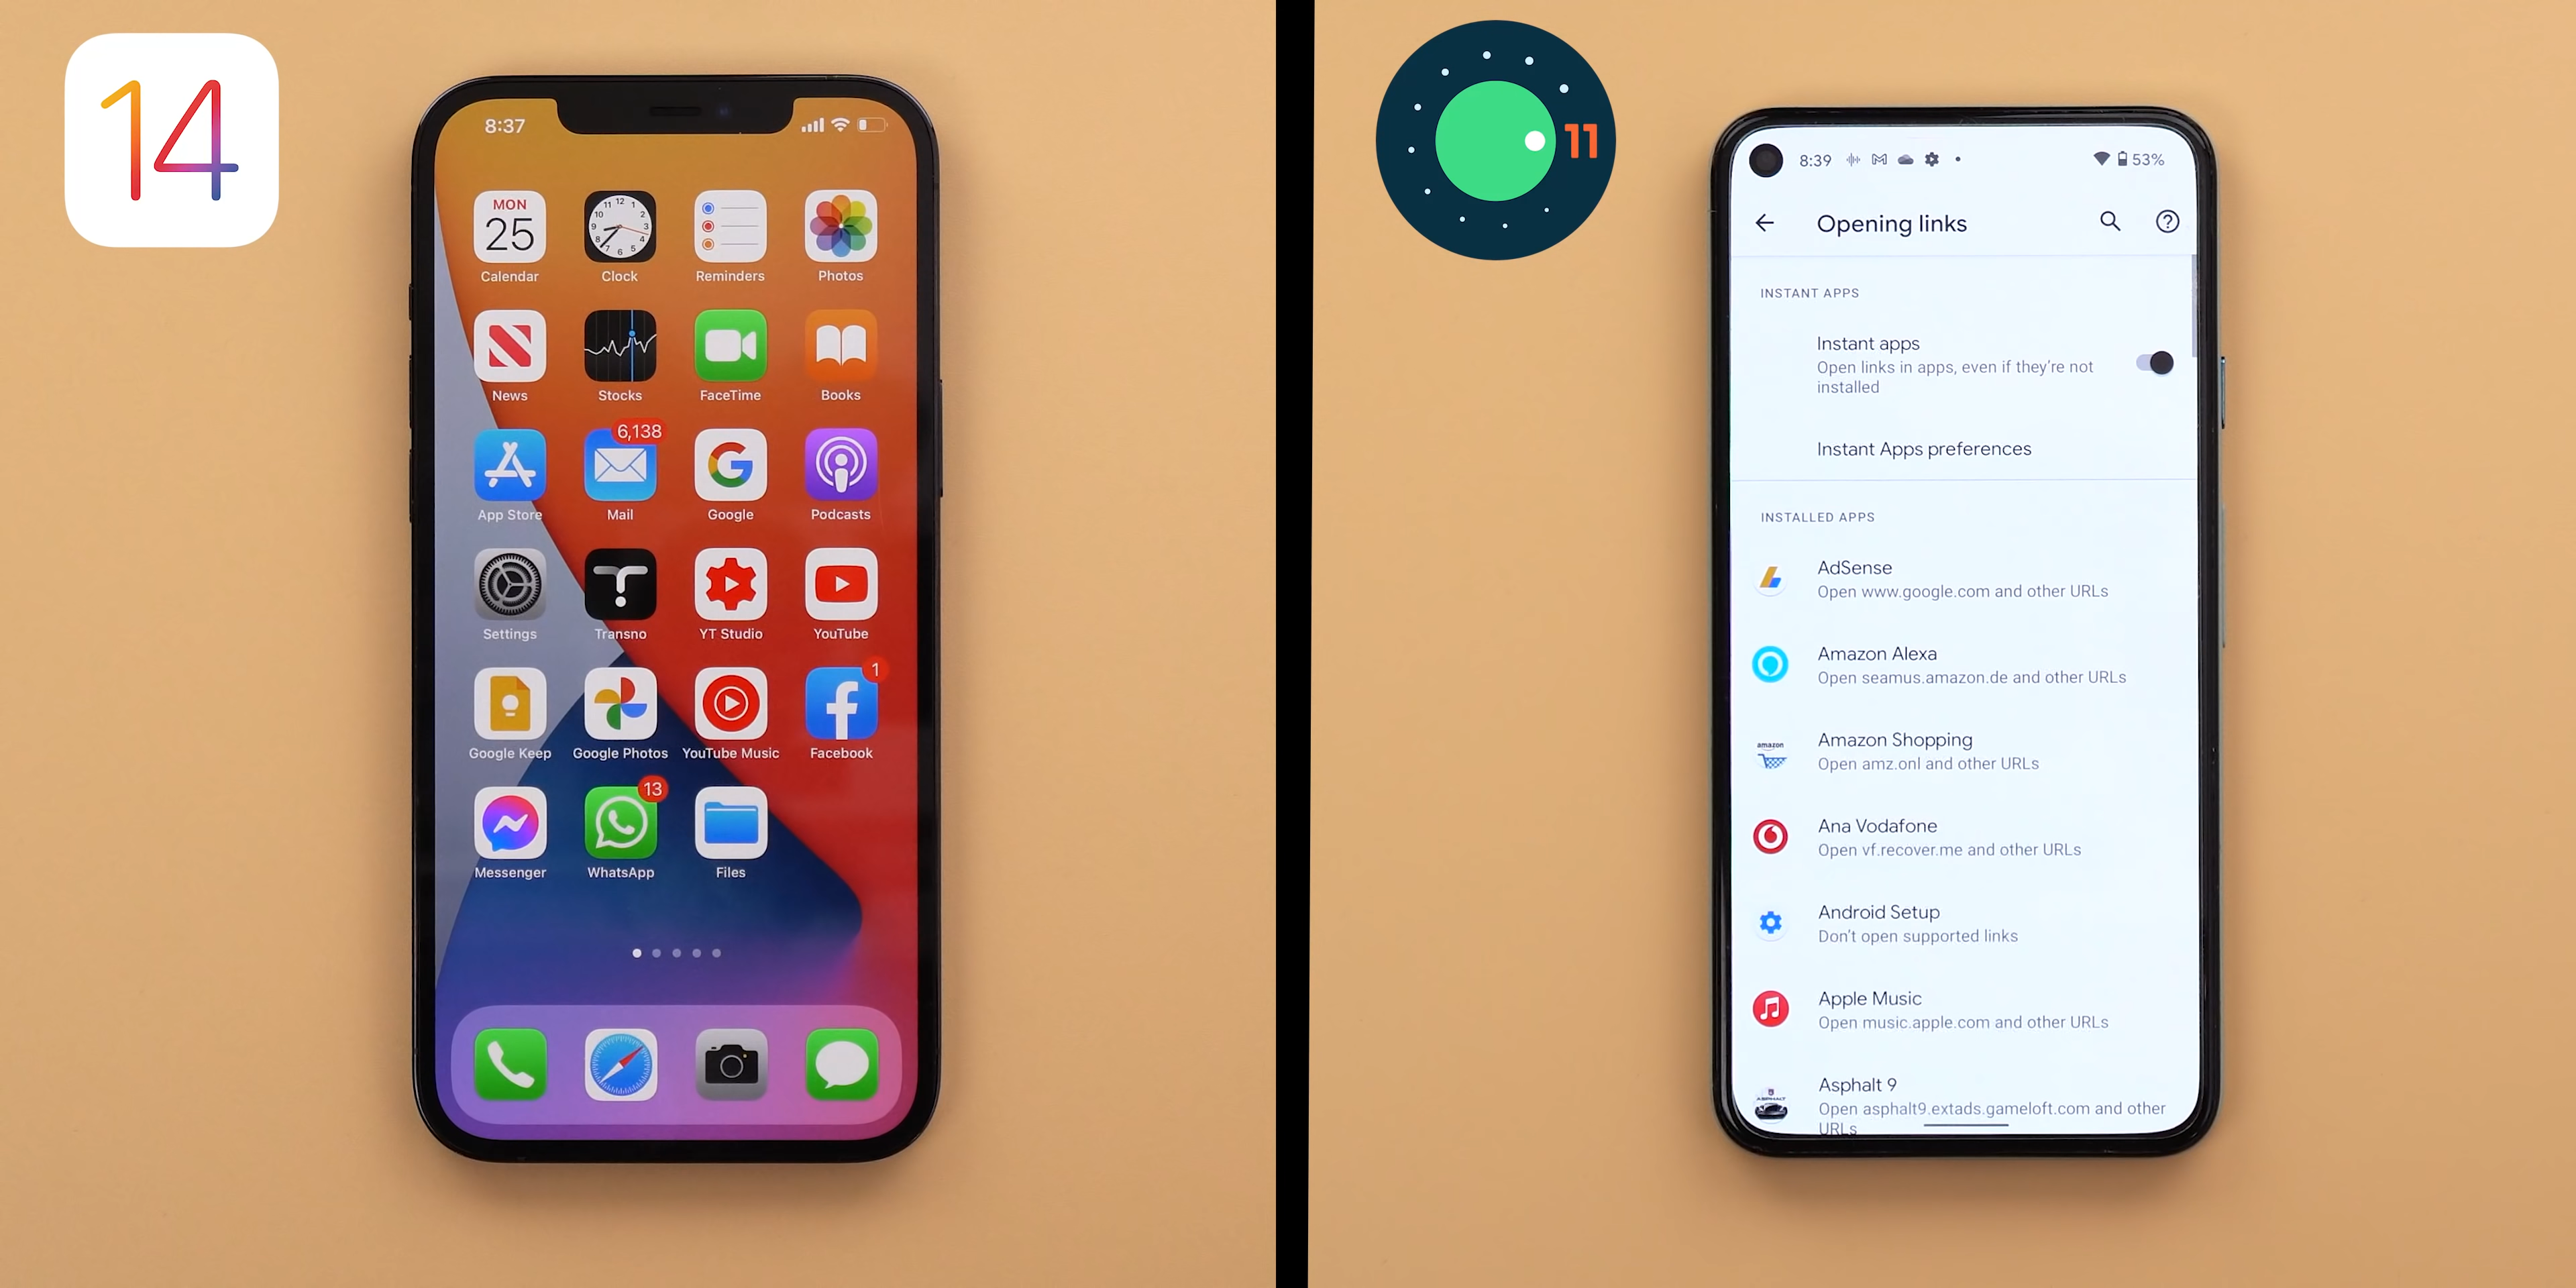 14
8:37
MON
25
Calendar
Clock
Reminders
Photos
News
Stocks
FaceTime
Books
6,138
App Store
Mail
Google
Podcasts
Settings
Transno
YT Studio
YouTube
1
Google Keep
Google Photos
YouTube Music
Facebook
13
Messenger
WhatsApp
Files
11
8:39
53%
Opening links
INSTANT APPS
Instant apps
Open links in apps, even if they're not
installed
Instant Apps preferences
INSTALLED APPS
AdSense
Open www.google.com and other URLs
Amazon Alexa
Open seamus.amazon.de and other URLs
amazon
Amazon Shopping
Open amz.onl and other URLs
Ana Vodafone
Open vf.recover.me and other URLs
Android Setup
Don't open supported links
Apple Music
Open music.apple.com and other URLs
ASPHALT
Asphalt 9
Open asphalt9.extads.gameloft.com and other
URLs